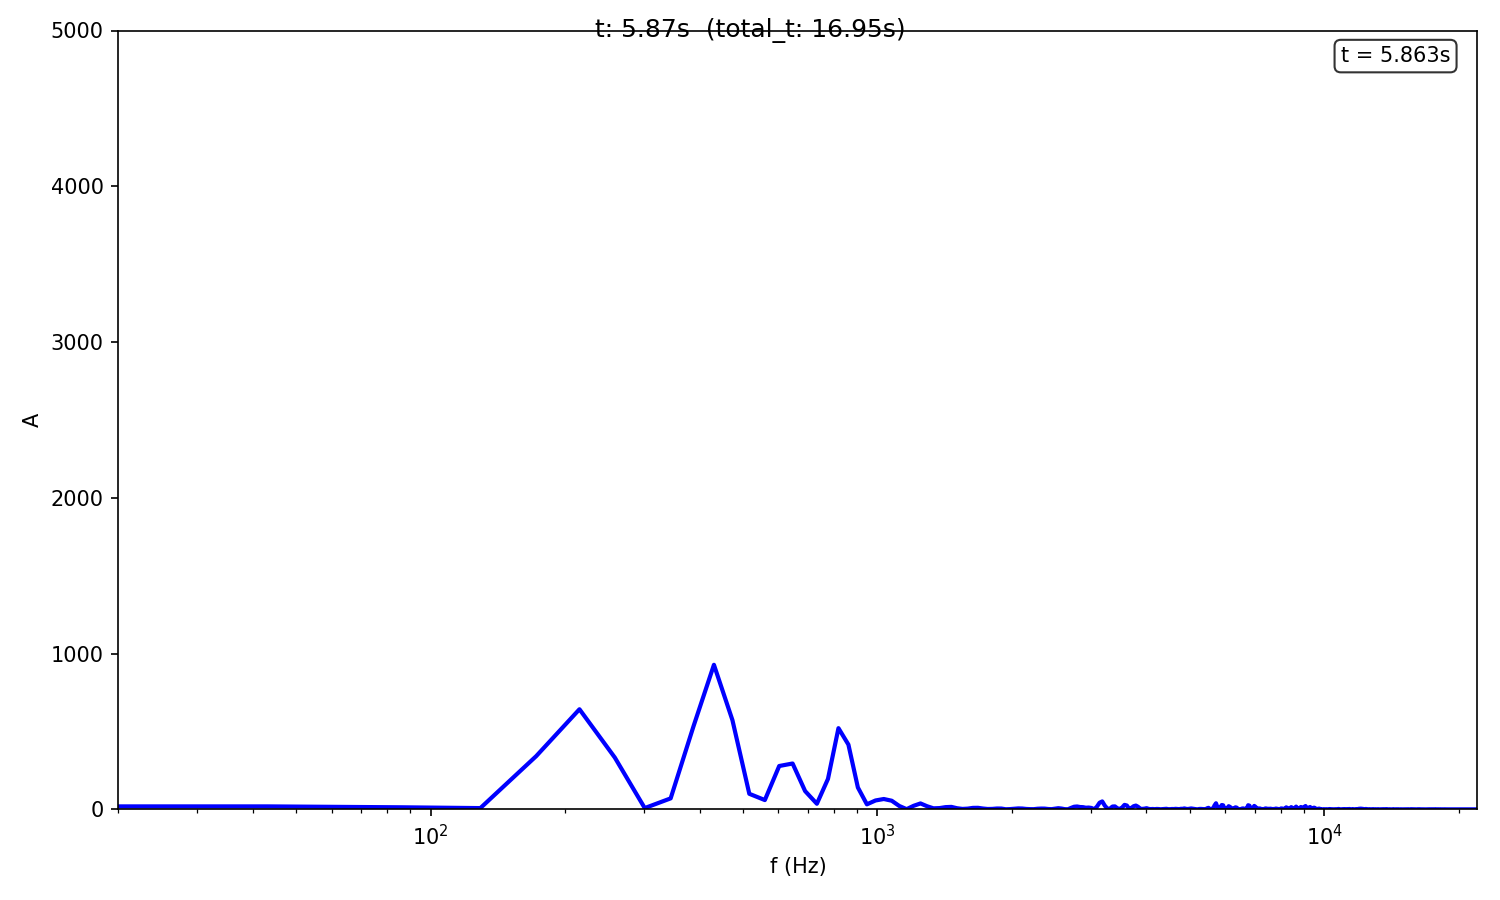 t: 5.87s (total_t: 16.95s)
t = 5.863s
5000
4000
3000
2000
1000
0
A
10²
10³
10⁴
f (Hz)